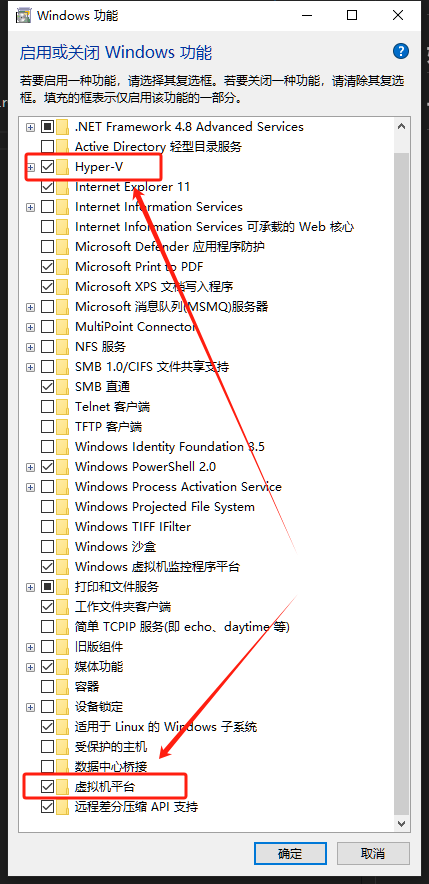 Windows 功能
启用或关闭 Windows 功能
若要启用一种功能，请选择其复选框。若要关闭一种功能，请清除其复选
框。填充的框表示仅启用该功能的一部分。
.NET Framework 4.8 Advanced Services
Active Directory 轻型目录服务
Hyper-V
Internet Explorer 11
Internet Information Services
Internet Information Services 可承载的 Web 核心
Microsoft Defender 应用程序防护
Microsoft Print to PDF
Microsoft XPS 文档写入程序
Microsoft 消息队列(MSMQ)服务器
MultiPoint Connector
NFS 服务
SMB 1.0/CIFS 文件共享支持
SMB 直通
Telnet 客户端
TFTP 客户端
Windows Identity Foundation 3.5
Windows PowerShell 2.0
Windows Process Activation Service
Windows Projected File System
Windows TIFF IFilter
Windows 沙盒
Windows 虚拟机监控程序平台
打印和文件服务
工作文件夹客户端
简单 TCPIP 服务(即 echo、daytime 等)
旧版组件
媒体功能
容器
设备锁定
适用于 Linux 的 Windows 子系统
受保护的主机
数据中心桥接
虚拟机平台
远程差分压缩 API 支持
确定
取消